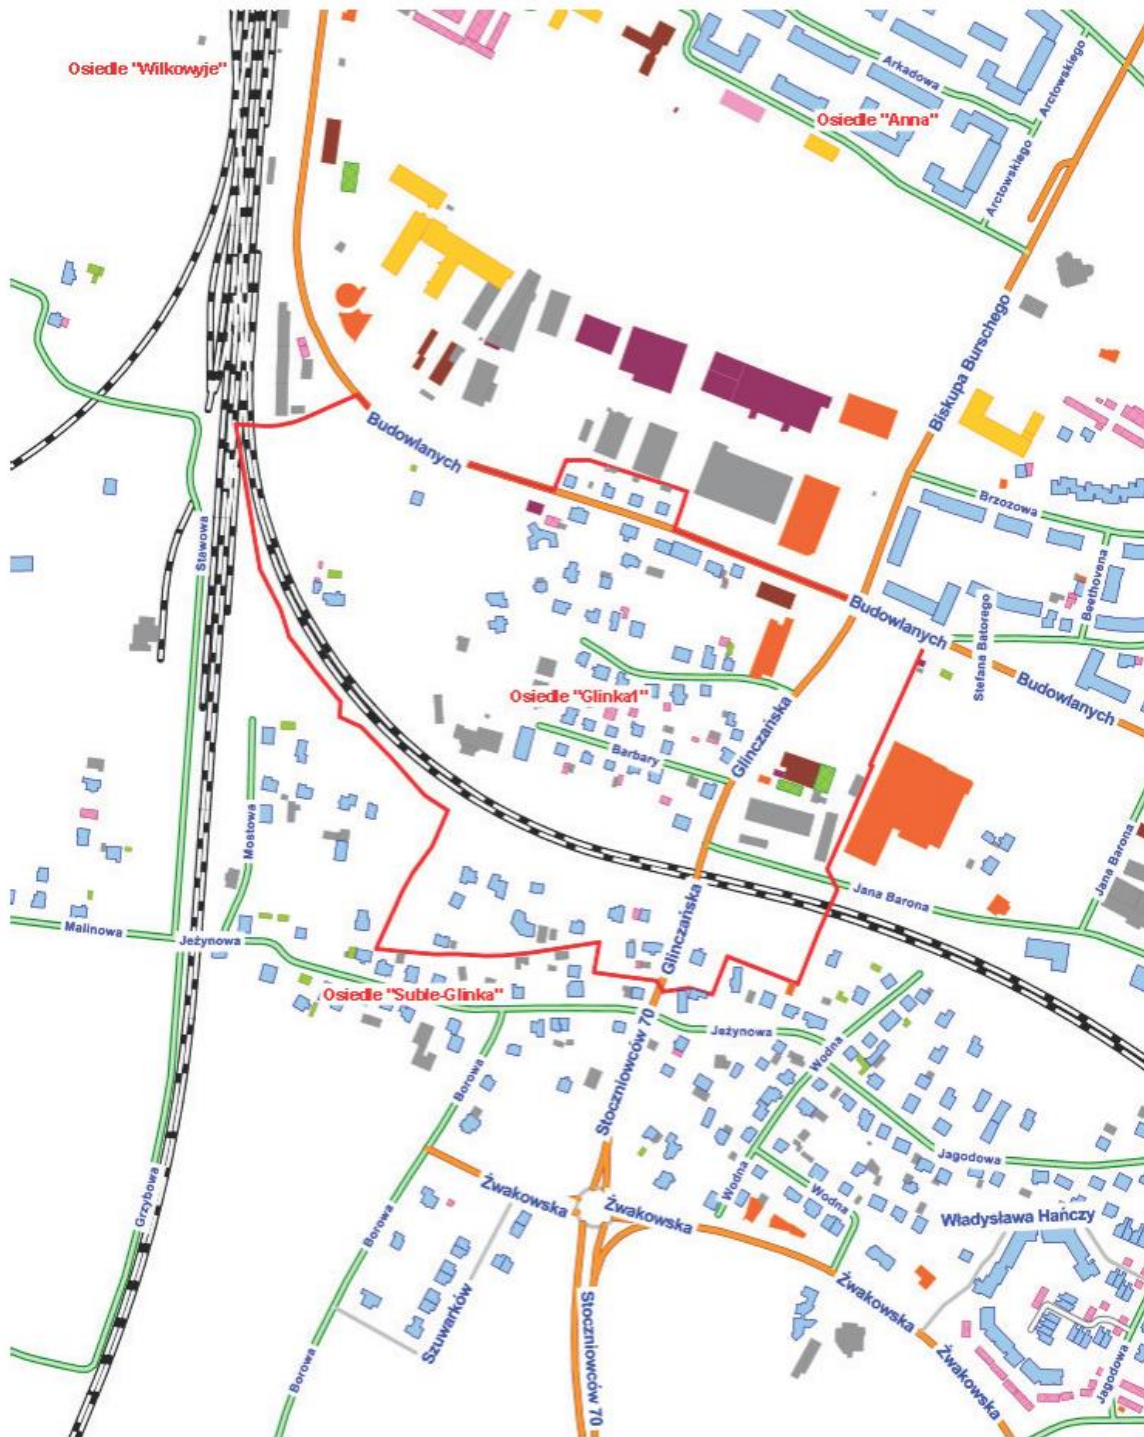 Osiedle "Wilkowyje"
Arkadowa
Arctowskiego
Osiedle "Anna"
Arctowskiego
Biskupa Burschego
Budowlanych
Brzozowa
Stawowa
Beethovena
Budowlanych
Stefana Batorego
Osiedle "Glinka1"
Budowlanych
Glinczańska
Barbary
Mostowa
Jana Barona
Jana Barona
Malinowa
Jeżynowa
Glinczańska
Osiedle "Suble-Glinka"
Jeżynowa
Wodna
Stoczniowców 70
Borowa
Jagodowa
Wodna
Wodna
Grzybowa
Borowa
Żwakowska
Żwakowska
Władysława Hańczy
Szuwarków
Stoczniowców 70
Żwakowska
Żwakowska
Jagodowa
Borowa